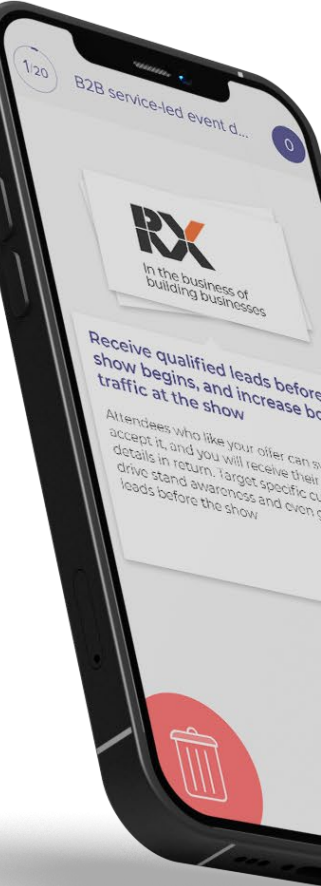 1/20
B2B service-led event d...
0
RX
In the business of
building businesses
Receive qualified leads before
show begins, and increase bo
traffic at the show
Attendees who like your offer can sw
accept it, and you will receive their
details in return. Target specific cu
drive stand awareness and even g
leads before the show